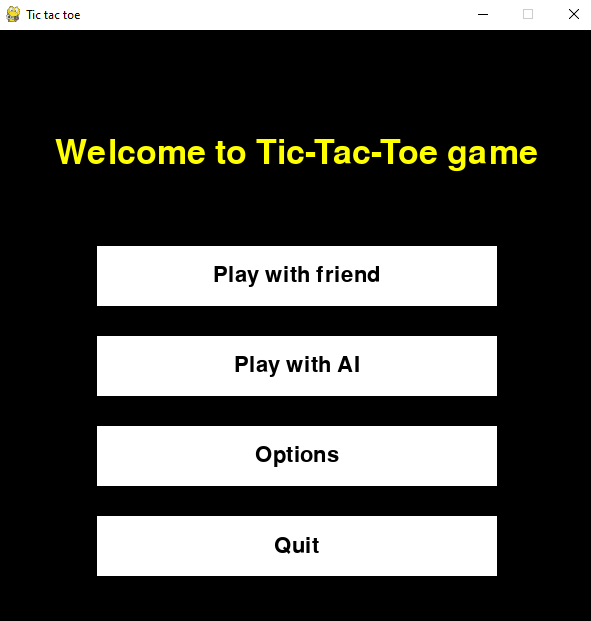 Tic tac toe
Welcome to Tic-Tac-Toe game
Play with friend
Play with AI
Options
Quit